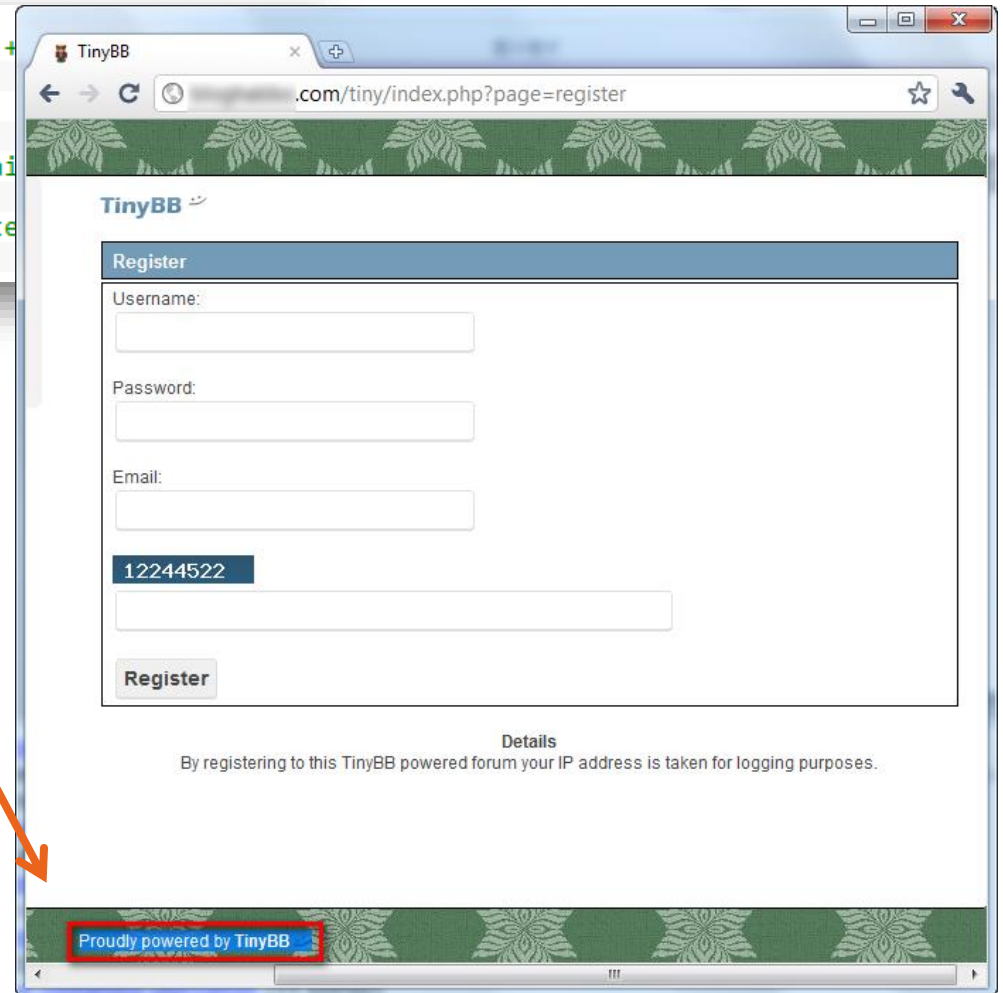 TinyBB
.com/tiny/index.php?page=register
TinyBB
Register
Username:
Password:
Email:
12244522
Register
Details
By registering to this TinyBB powered forum your IP address is taken for logging purposes.
Proudly powered by TinyBB